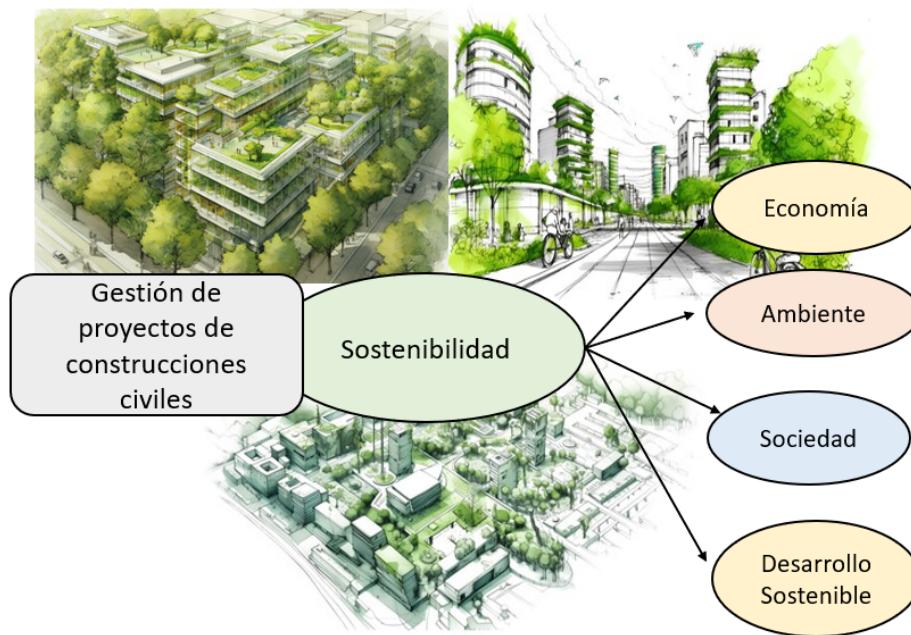 Gestión de
proyectos de
construcciones
civiles
Sostenibilidad
Economía
Ambiente
Sociedad
Desarrollo
Sostenible